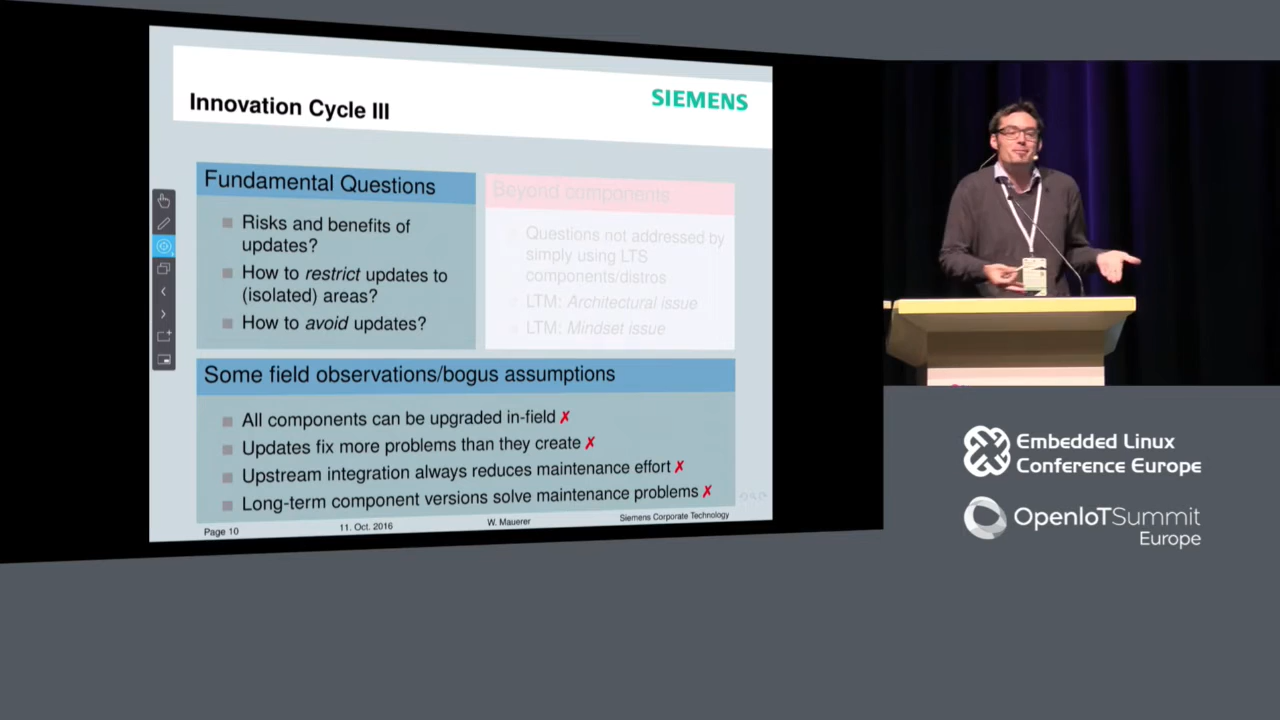 Innovation Cycle III
SIEMENS
Fundamental Questions
Risks and benefits of
updates?
How to restrict updates to
(isolated) areas?
How to avoid updates?
Beyond components
Questions not addressed by
simply using LTS
components/distros
LTM: Architectural issue
LTM: Mindset issue
Some field observations/bogus assumptions
All components can be upgraded in-field ✗
Updates fix more problems than they create ✗
Upstream integration always reduces maintenance effort ✗
Long-term component versions solve maintenance problems ✗
Page 10 11. Oct. 2016 W. Mauerer Siemens Corporate Technology
Embedded Linux
Conference Europe
OpenIoTSummit
Europe